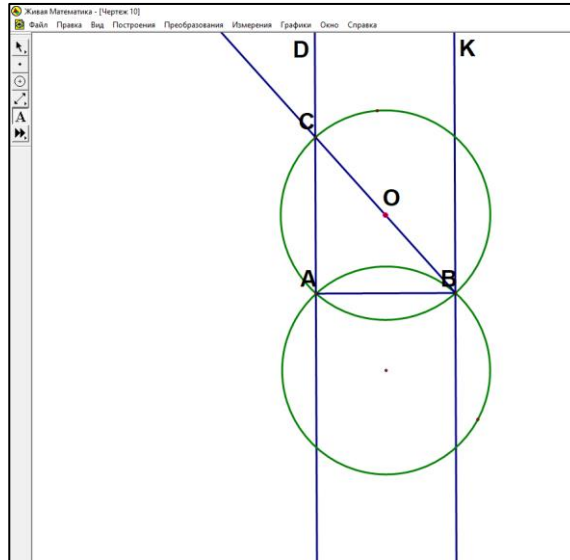 Живая Математика - [Чертеж 10]
Файл Правка Вид Построения Преобразования Измерения Графики Окно Справка
A
D K
C
O
A B